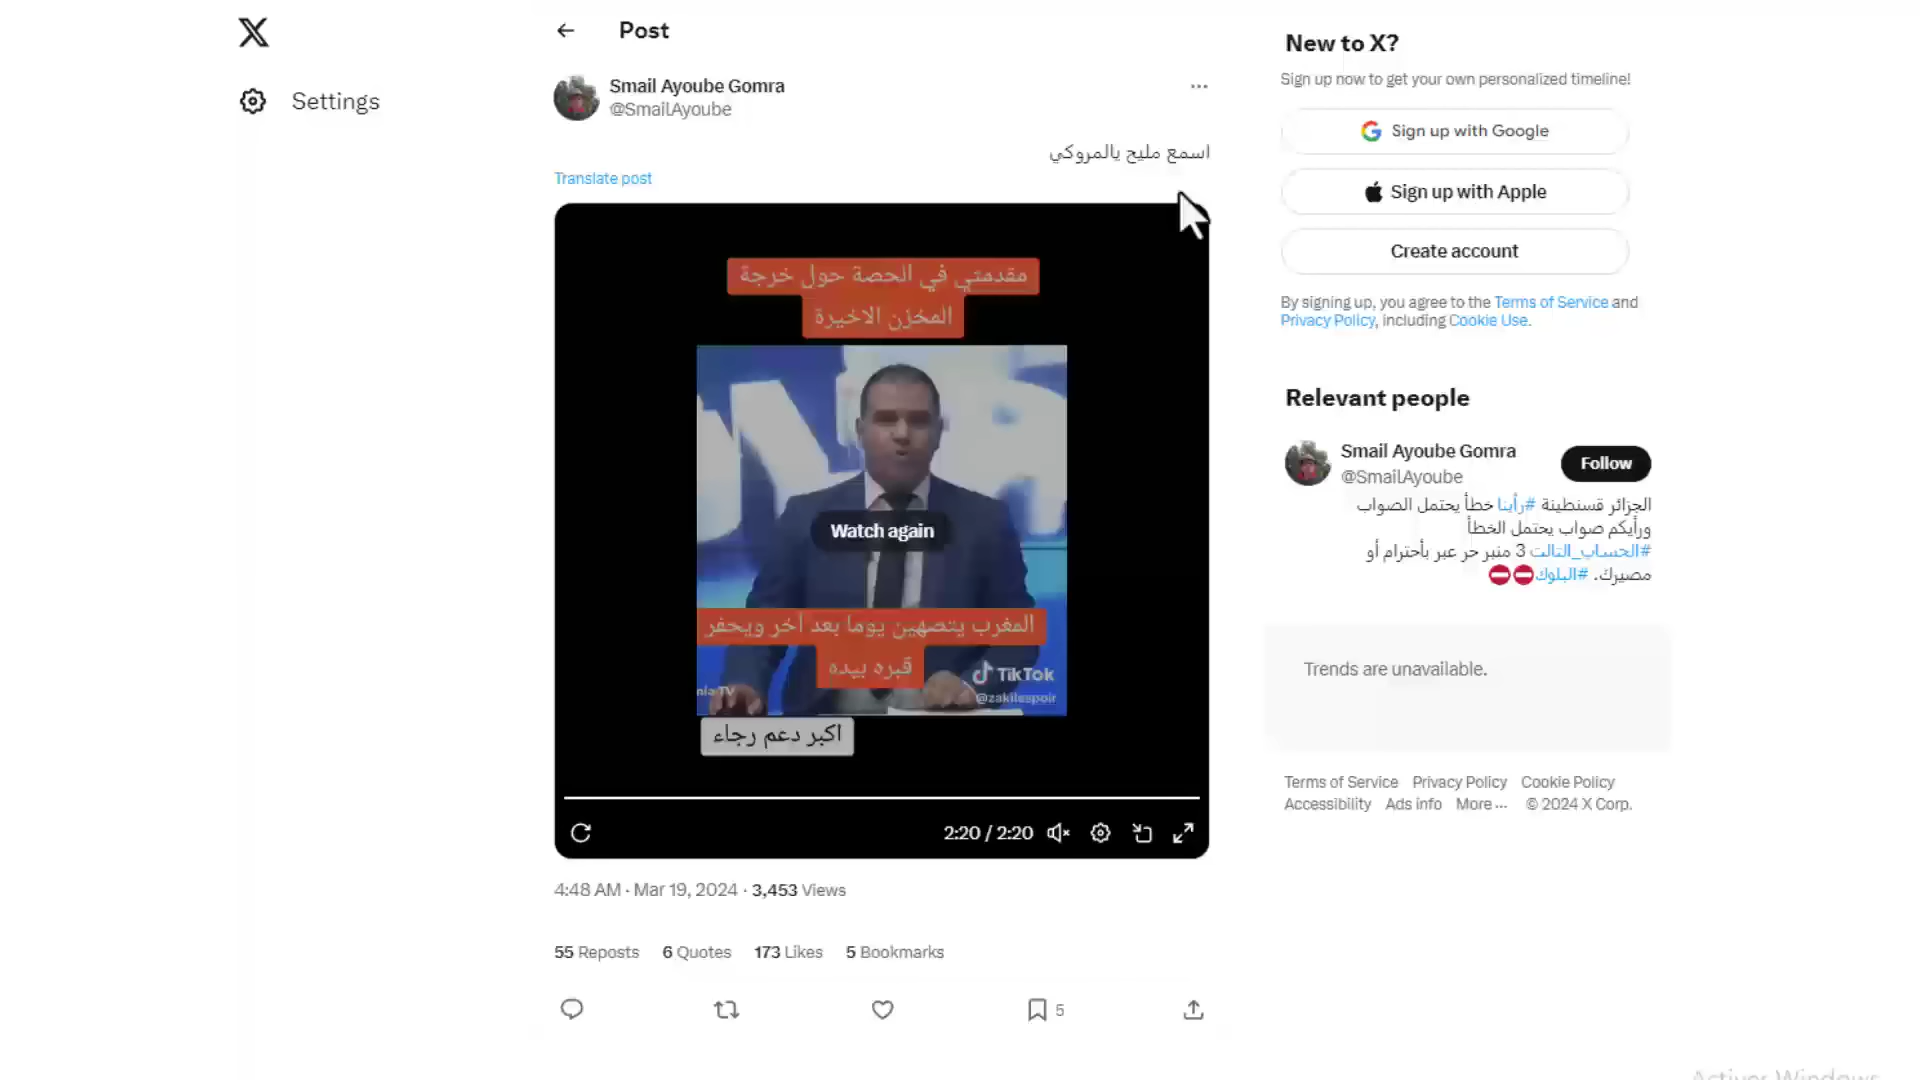 Settings
Post
Smail Ayoube Gomra
@SmailAyoube
اسمع مليح يالمروكي
Translate post
مقدمتي في الحصة حول خرجة
المخزن الاخيرة
Watch again
المغرب يتصهين يوما بعد آخر ويحفر
قبره بيده
TikTok
@zakilespoir
nia TV
اكبر دعم رجاء
2:20 / 2:20
4:48 AM · Mar 19, 2024 · 3,453 Views
55 Reposts 6 Quotes 173 Likes 5 Bookmarks
5
New to X?
Sign up now to get your own personalized timeline!
Sign up with Google
Sign up with Apple
Create account
By signing up, you agree to the Terms of Service and
Privacy Policy, including Cookie Use.
Relevant people
Smail Ayoube Gomra
@SmailAyoube
Follow
الجزائر قسنطينة #رأينا خطأ يحتمل الصواب
ورأيكم صواب يحتمل الخطأ
#الحساب_التالت 3 منبر حر عبر بأحترام أو
مصيرك. #البلوك
Trends are unavailable.
Terms of Service Privacy Policy Cookie Policy
Accessibility Ads info More ··· © 2024 X Corp.